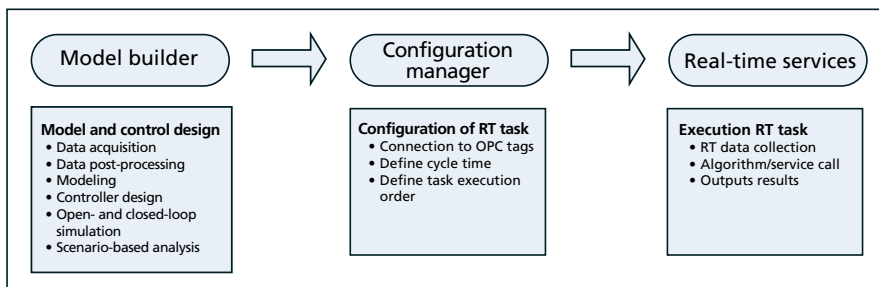 Model builder
Configuration
manager
Real-time services
Model and control design
• Data acquisition
• Data post-processing
• Modeling
• Controller design
• Open- and closed-loop
simulation
• Scenario-based analysis
Configuration of RT task
• Connection to OPC tags
• Define cycle time
• Define task execution
order
Execution RT task
• RT data collection
• Algorithm/service call
• Outputs results